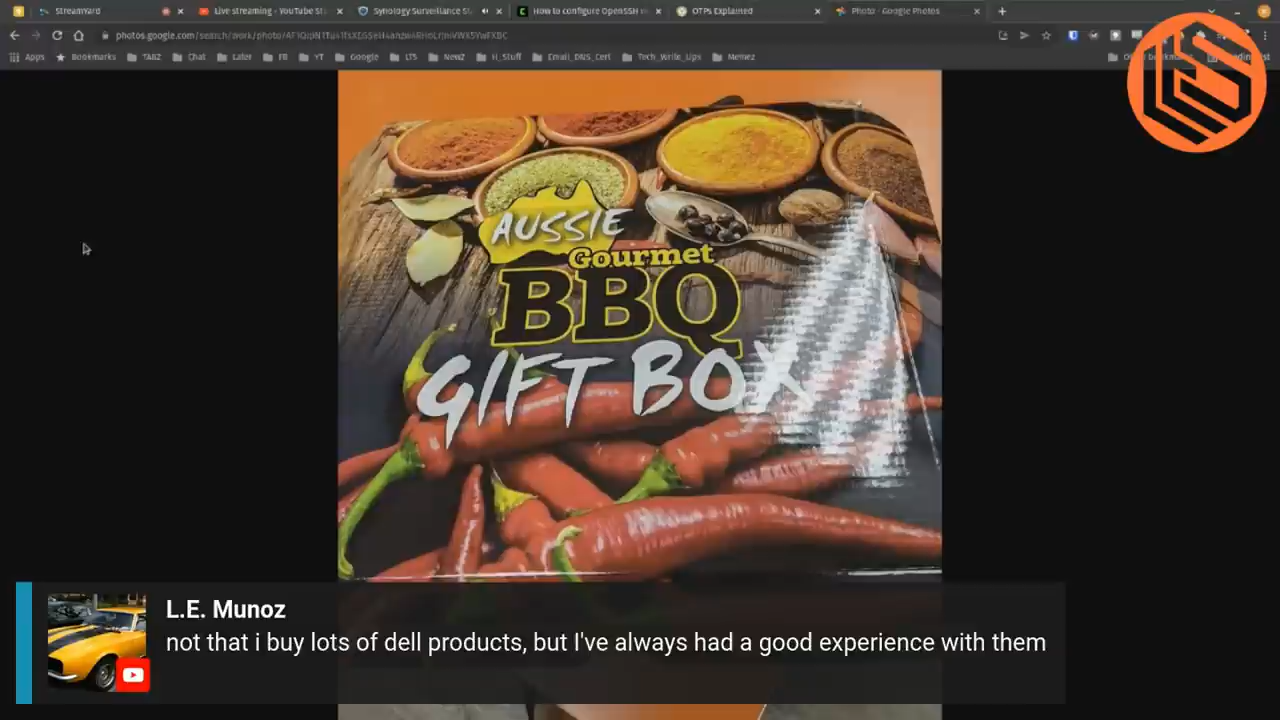 StreamYard
Live streaming - YouTube St
Synology Surveillance S
How to configure OpenSSH
OTPs Explained
Photo - Google Photos
Apps
Bookmarks
TABZ
Chat
Later
FB
YT
Google
LTS
NewZ
H_Stuff
Email_DNS_Cert
Tech_Write_Ups
Memez
AUSSIE
Gourmet
BBQ
GIFT BOX
L.E. Munoz
not that i buy lots of dell products, but I've always had a good experience with them